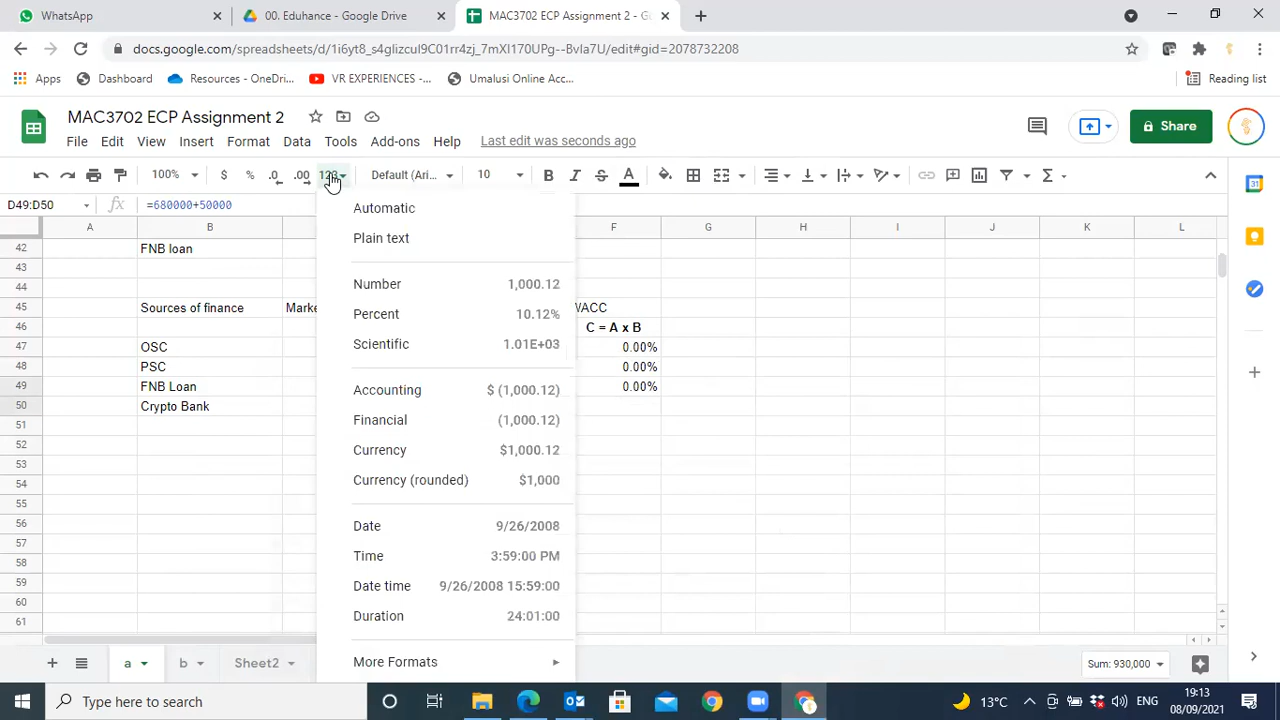 WhatsApp
00. Eduhance - Google Drive
MAC3702 ECP Assignment 2 - G
docs.google.com/spreadsheets/d/1i6yt8_s4glizcuI9C01rr4zj_7mXl170UPg--BvIa7U/edit#gid=2078732208
Apps
Dashboard
Resources - OneDri...
VR EXPERIENCES -...
Umalusi Online Acc...
Reading list
MAC3702 ECP Assignment 2
Share
File Edit View Insert Format Data Tools Add-ons Help Last edit was seconds ago
100% $ % .0 .00 123 Default (Ari... 10 B I S A Σ
D49:D50 fx =680000+50000
A B F G H I J K L
42 FNB loan
43
44
45 Sources of finance Marke WACC
46 C = A x B
47 OSC 0.00%
48 PSC 0.00%
49 FNB Loan 0.00%
50 Crypto Bank
51
52
53
54
55
56
57
58
59
60
61
Automatic
Plain text
Number 1,000.12
Percent 10.12%
Scientific 1.01E+03
Accounting $ (1,000.12)
Financial (1,000.12)
Currency $1,000.12
Currency (rounded) $1,000
Date 9/26/2008
Time 3:59:00 PM
Date time 9/26/2008 15:59:00
Duration 24:01:00
More Formats
a b Sheet2
Sum: 930,000
Type here to search
13°C
ENG
19:13
08/09/2021